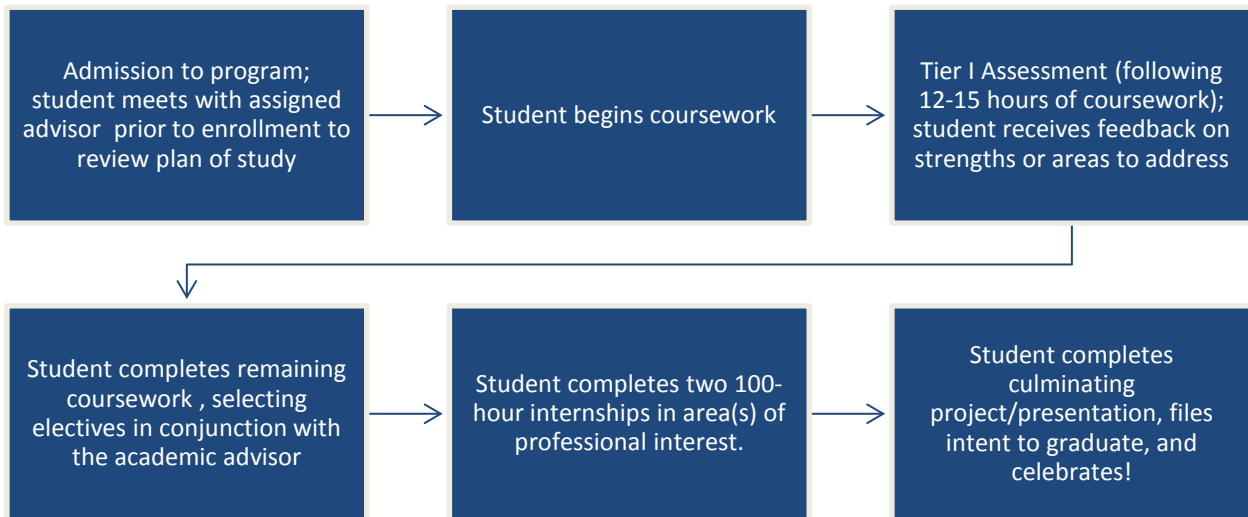 Admission to program;
student meets with assigned
advisor prior to enrollment to
review plan of study
Student begins coursework
Tier I Assessment (following
12-15 hours of coursework);
student receives feedback on
strengths or areas to address
Student completes remaining
coursework , selecting
electives in conjunction with
the academic advisor
Student completes two 100-
hour internships in area(s) of
professional interest.
Student completes
culminating
project/presentation, files
intent to graduate, and
celebrates!